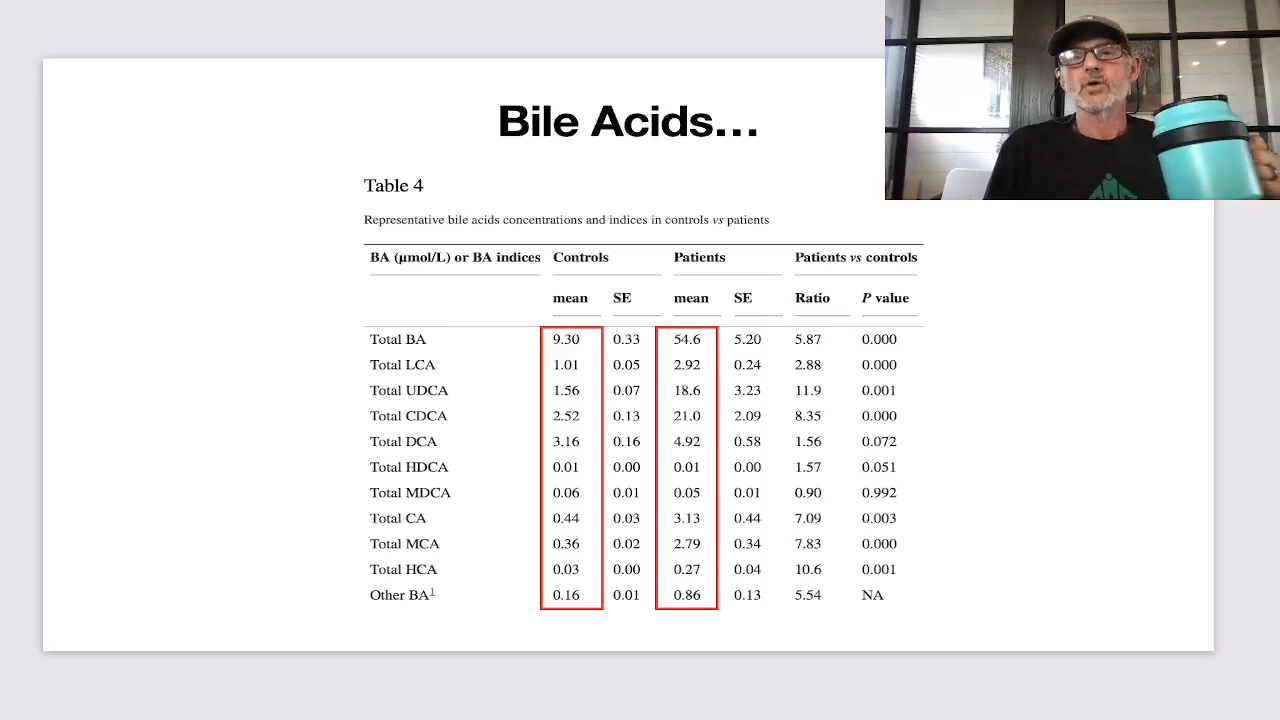 Bile Acids…
Table 4
Representative bile acids concentrations and indices in controls vs patients
BA (μmol/L) or BA indices Controls Patients Patients vs controls
mean SE mean SE Ratio P value
Total BA 9.30 0.33 54.6 5.20 5.87 0.000
Total LCA 1.01 0.05 2.92 0.24 2.88 0.000
Total UDCA 1.56 0.07 18.6 3.23 11.9 0.001
Total CDCA 2.52 0.13 21.0 2.09 8.35 0.000
Total DCA 3.16 0.16 4.92 0.58 1.56 0.072
Total HDCA 0.01 0.00 0.01 0.00 1.57 0.051
Total MDCA 0.06 0.01 0.05 0.01 0.90 0.992
Total CA 0.44 0.03 3.13 0.44 7.09 0.003
Total MCA 0.36 0.02 2.79 0.34 7.83 0.000
Total HCA 0.03 0.00 0.27 0.04 10.6 0.001
Other BA1 0.16 0.01 0.86 0.13 5.54 NA